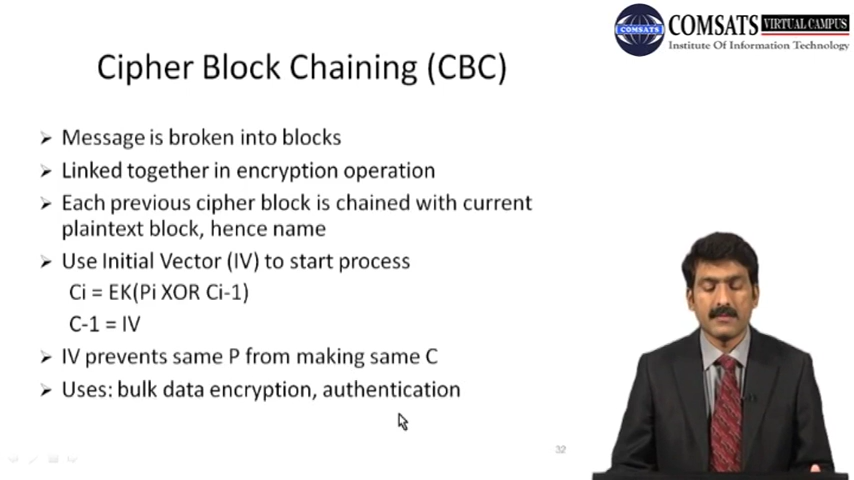 COMSATS
COMSATS VIRTUAL CAMPUS
Institute Of Information Technology
Cipher Block Chaining (CBC)
➢ Message is broken into blocks
➢ Linked together in encryption operation
➢ Each previous cipher block is chained with current
plaintext block, hence name
➢ Use Initial Vector (IV) to start process
Ci = EK(Pi XOR Ci-1)
C-1 = IV
➢ IV prevents same P from making same C
➢ Uses: bulk data encryption, authentication
32